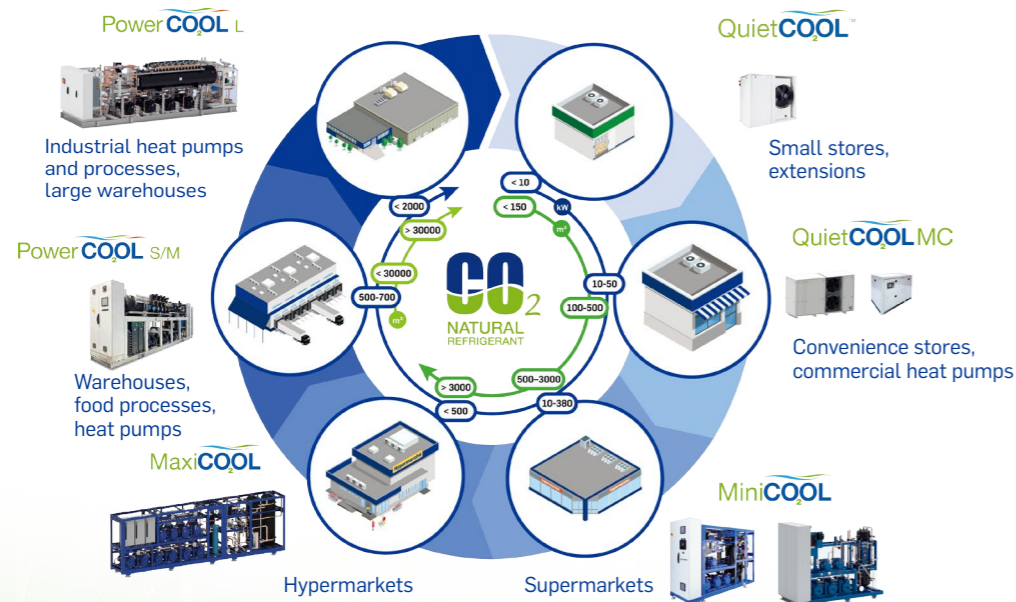 PowerCO₂OL L
Industrial heat pumps
and processes,
large warehouses
QuietCO₂OL™
Small stores,
extensions
PowerCO₂OL S/M
Warehouses,
food processes,
heat pumps
QuietCO₂OL MC
Convenience stores,
commercial heat pumps
MaxiCO₂OL
Hypermarkets
MiniCO₂OL
Supermarkets
< 10
kW
< 150
m²
10-50
100-500
500-3000
10-380
> 3000
< 500
500-700
m³
< 30000
> 30000
< 2000
CO₂
NATURAL
REFRIGERANT